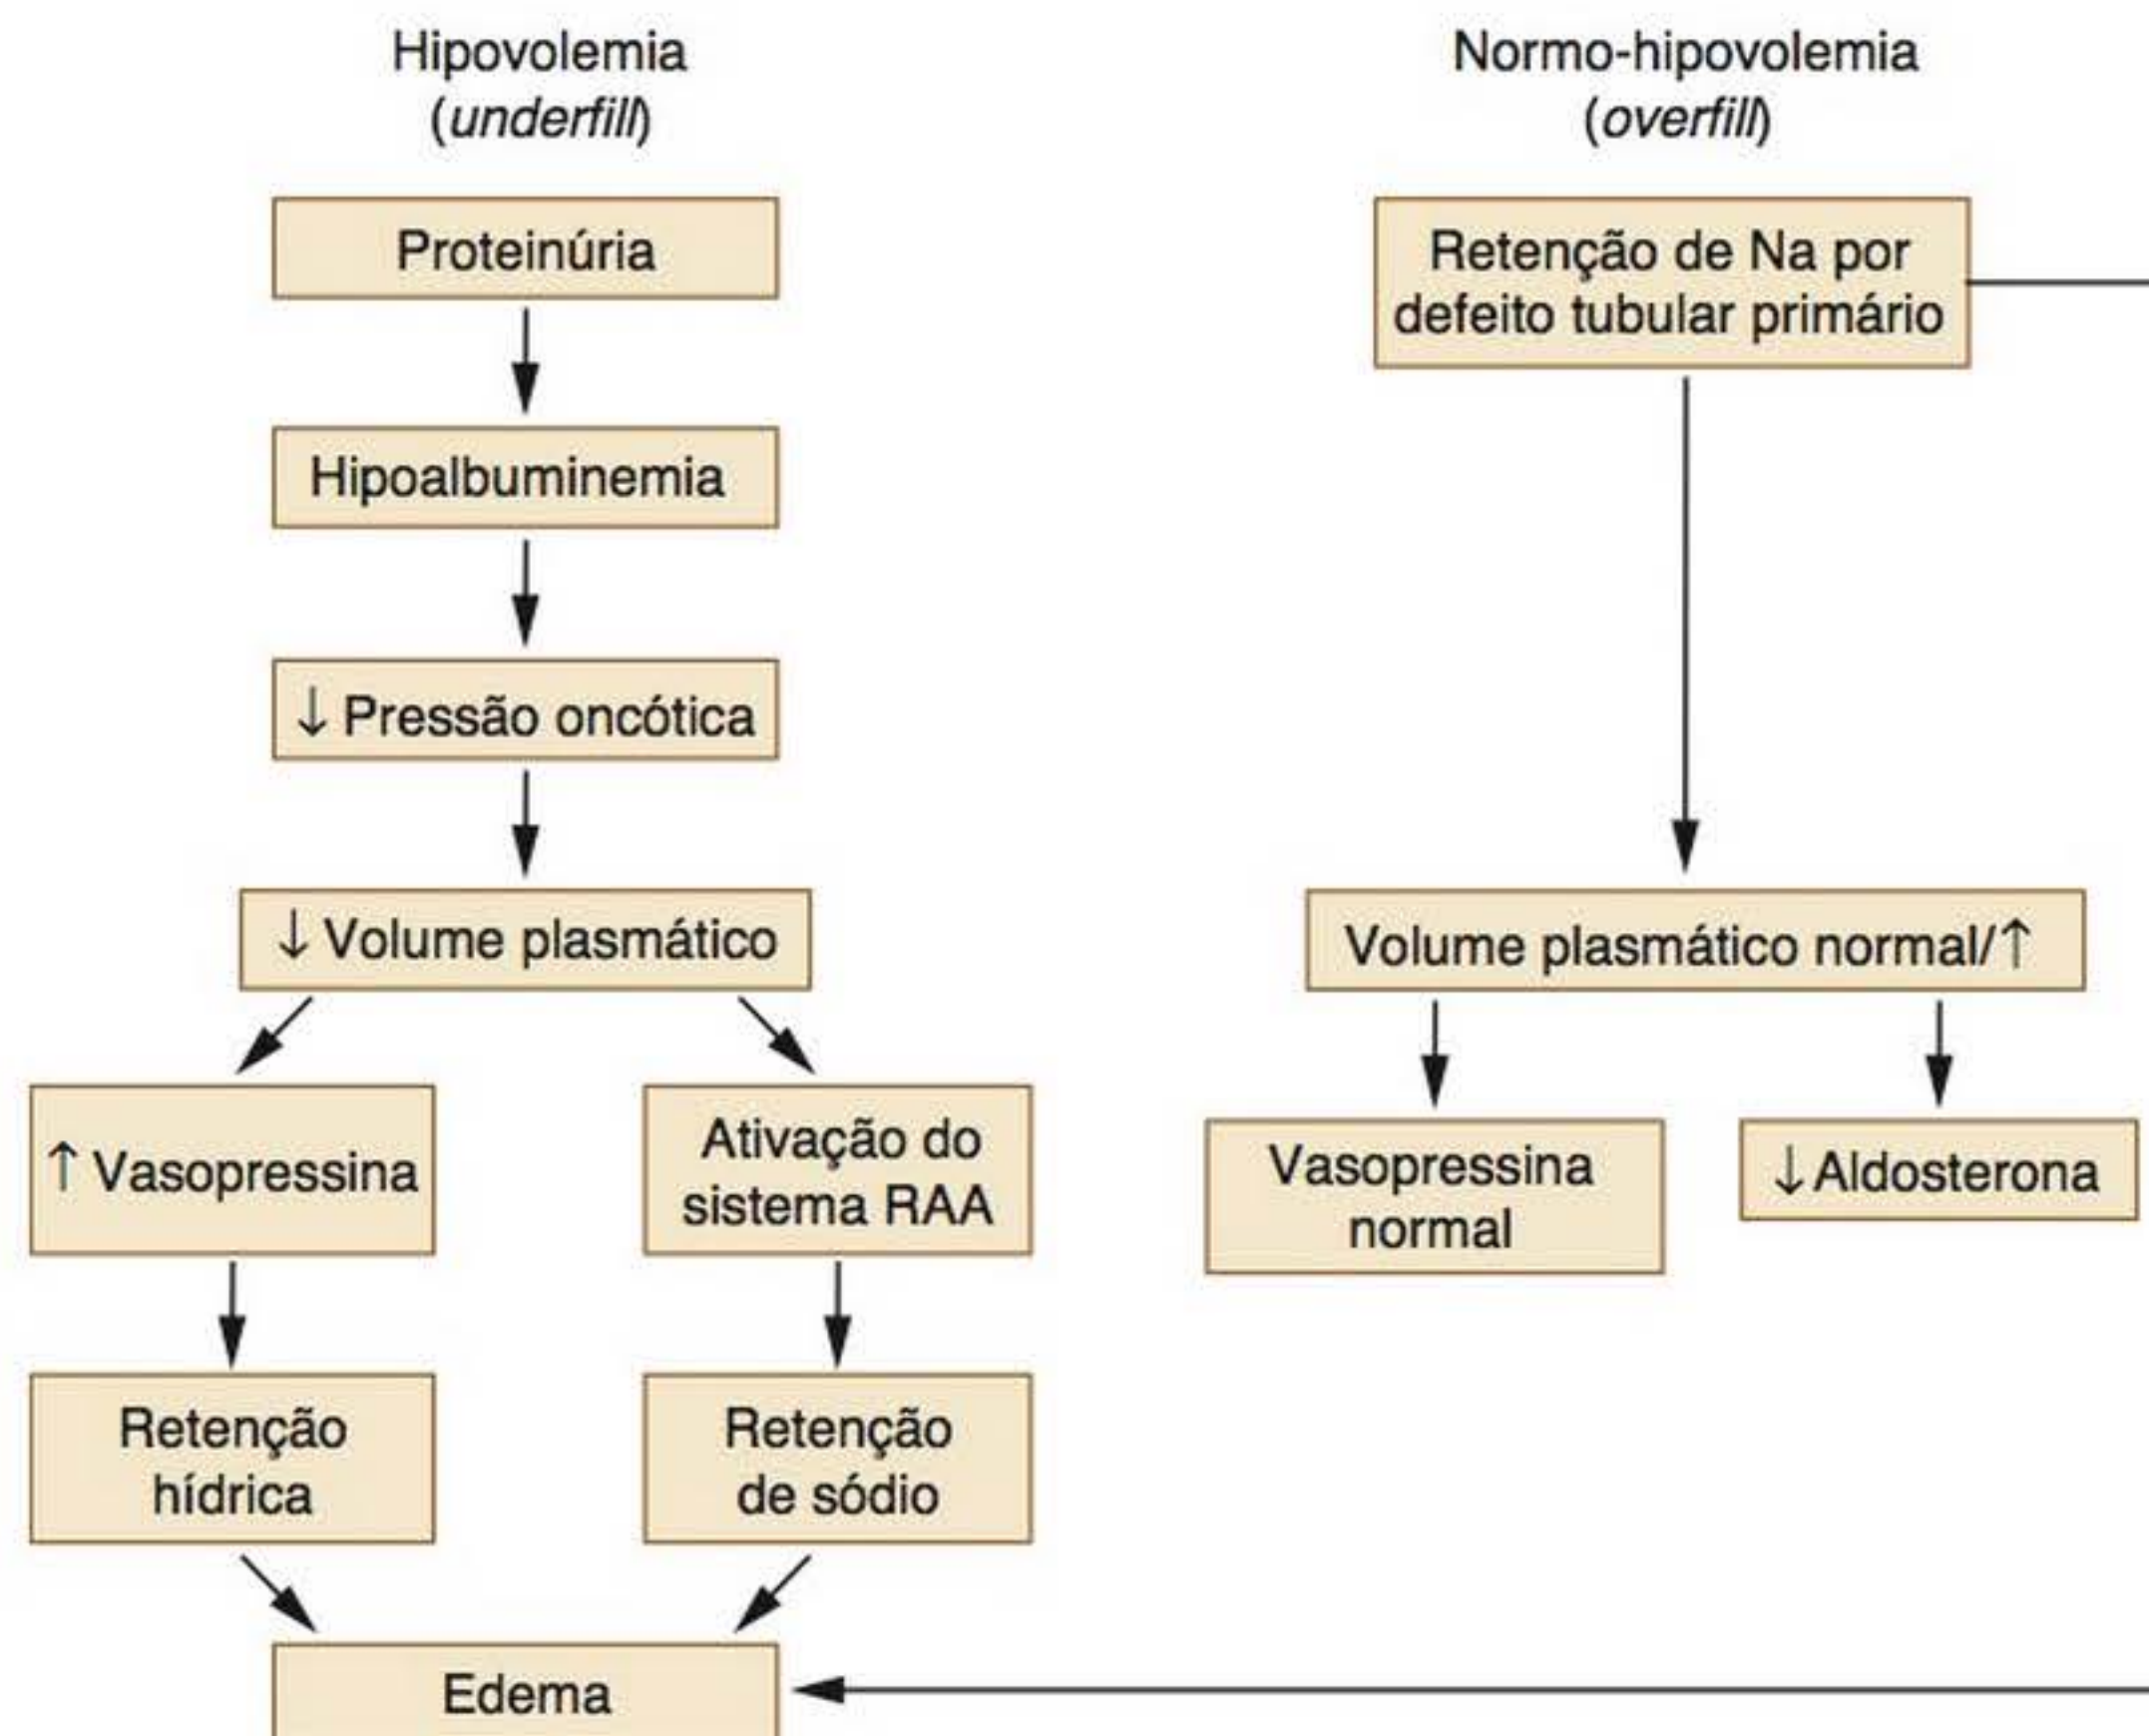 Hipovolemia
(underfill)
Proteinúria
Hipoalbuminemia
↓ Pressão oncótica
↓ Volume plasmático
↑ Vasopressina
Ativação do
sistema RAA
Retenção
hídrica
Retenção
de sódio
Edema
Normo-hipovolemia
(overfill)
Retenção de Na por
defeito tubular primário
Volume plasmático normal/↑
Vasopressina
normal
↓ Aldosterona